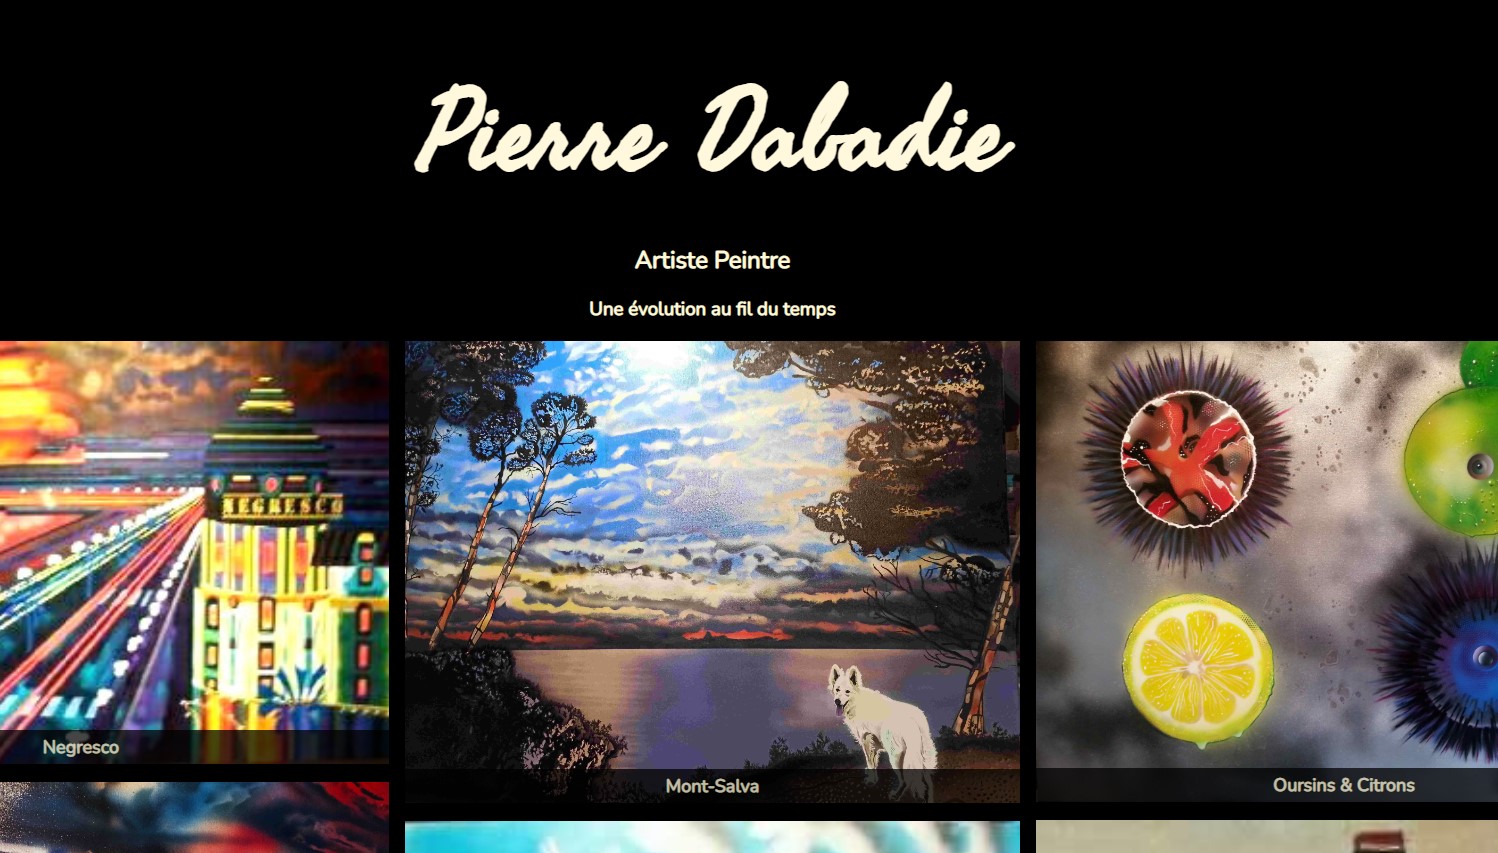 Pierre Dabadie
Artiste Peintre
Une évolution au fil du temps
NEGRESCO
Negresco
Mont-Salva
Oursins & Citrons